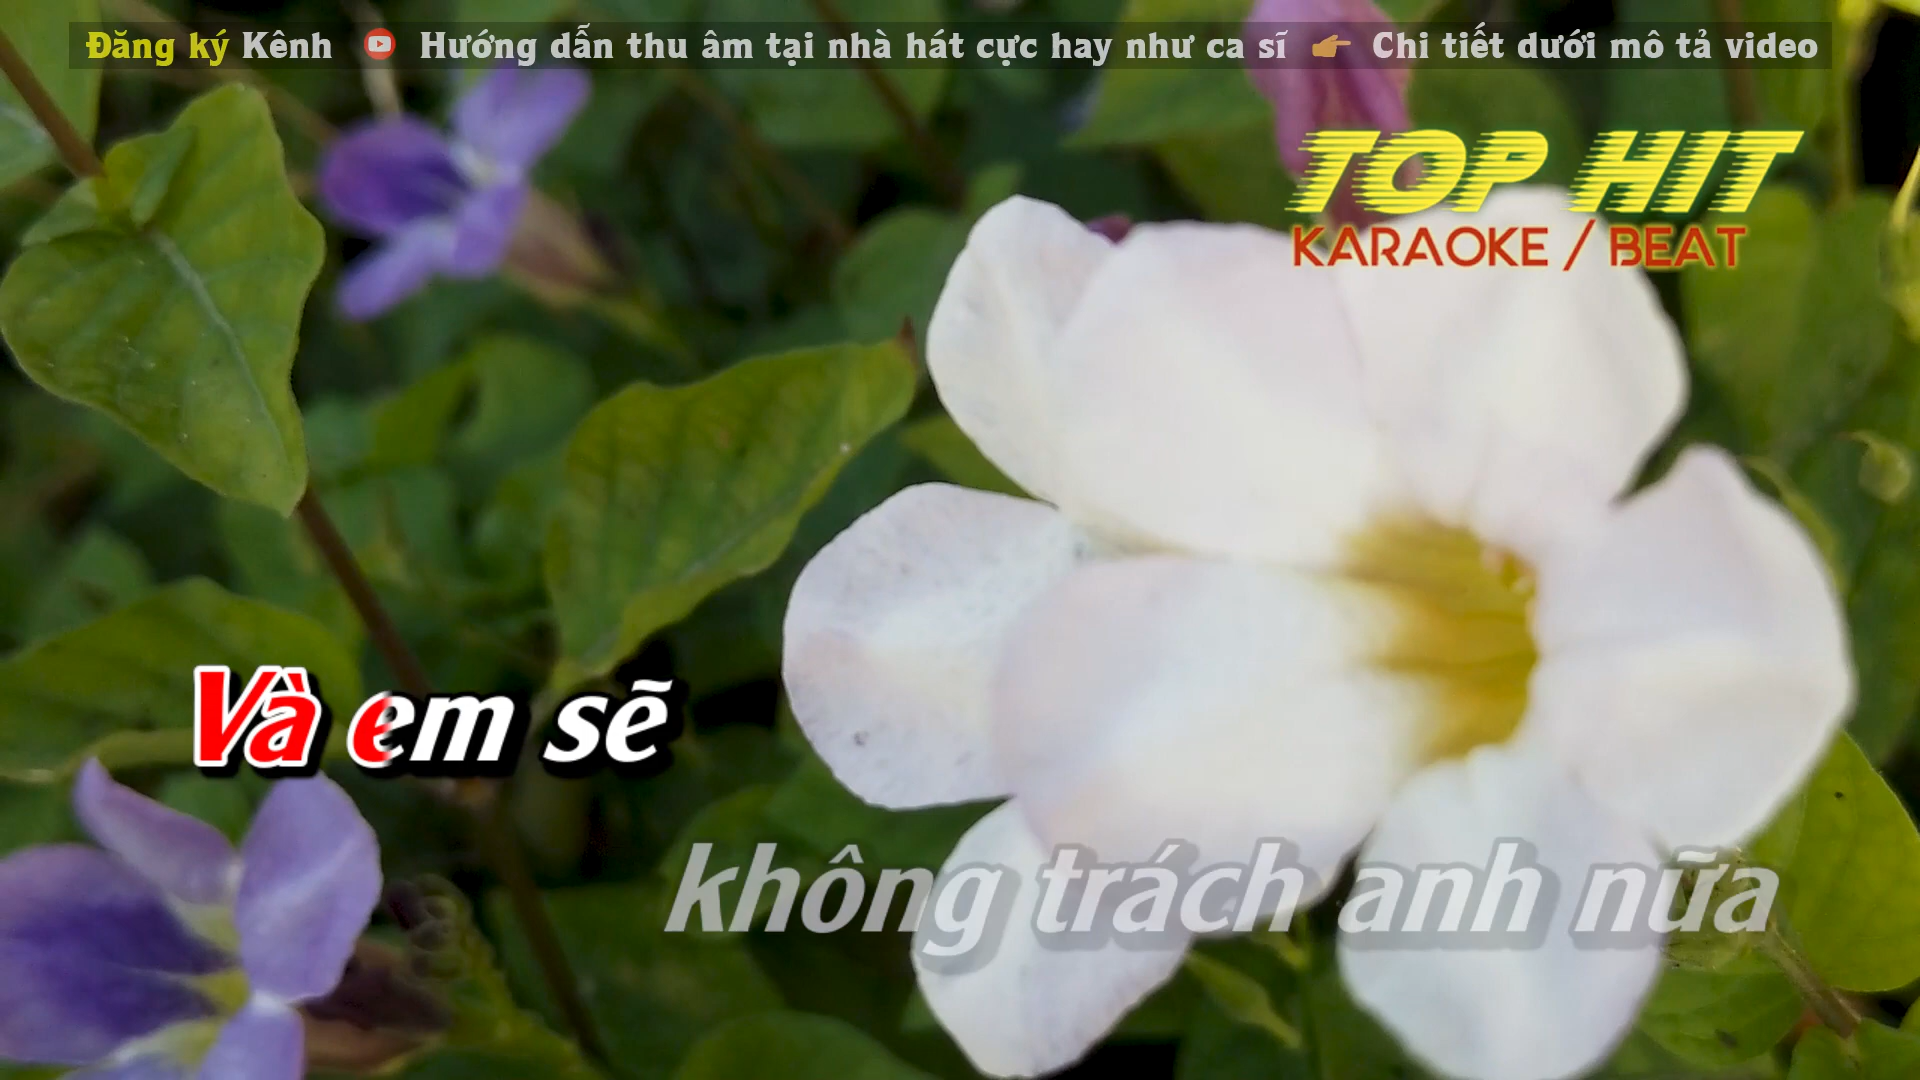 Đăng ký Kênh Hướng dẫn thu âm tại nhà hát cực hay như ca sĩ 👉 Chi tiết dưới mô tả video
TOP HIT
KARAOKE / BEAT
Và em sẽ
không trách anh nữa